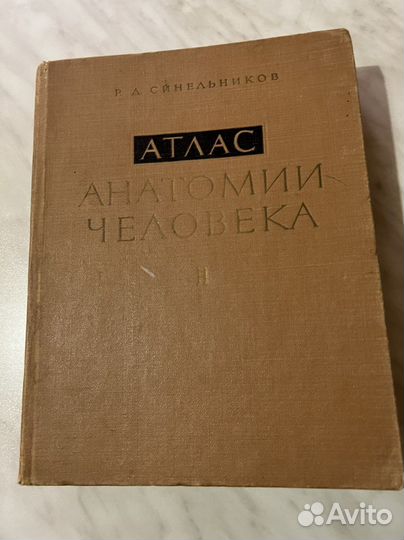 Р. Д. СИНЕЛЬНИКОВ
АТЛАС
АНАТОМИИ
ЧЕЛОВЕКА
II
Avito